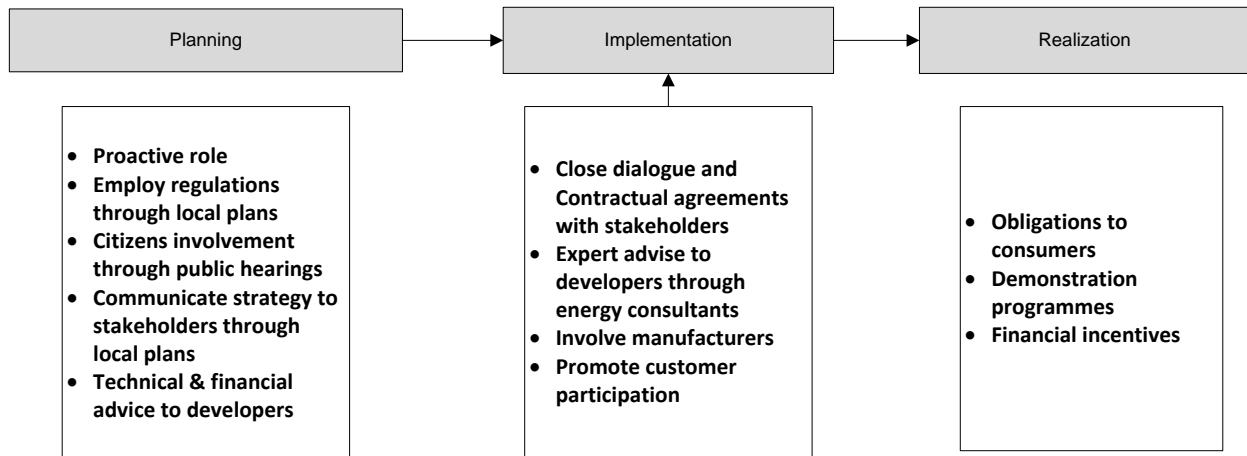 Planning
Implementation
Realization
• Proactive role
• Employ regulations
through local plans
• Citizens involvement
through public hearings
• Communicate strategy to
stakeholders through
local plans
• Technical & financial
advice to developers
• Close dialogue and
Contractual agreements
with stakeholders
• Expert advise to
developers through
energy consultants
• Involve manufacturers
• Promote customer
participation
• Obligations to
consumers
• Demonstration
programmes
• Financial incentives